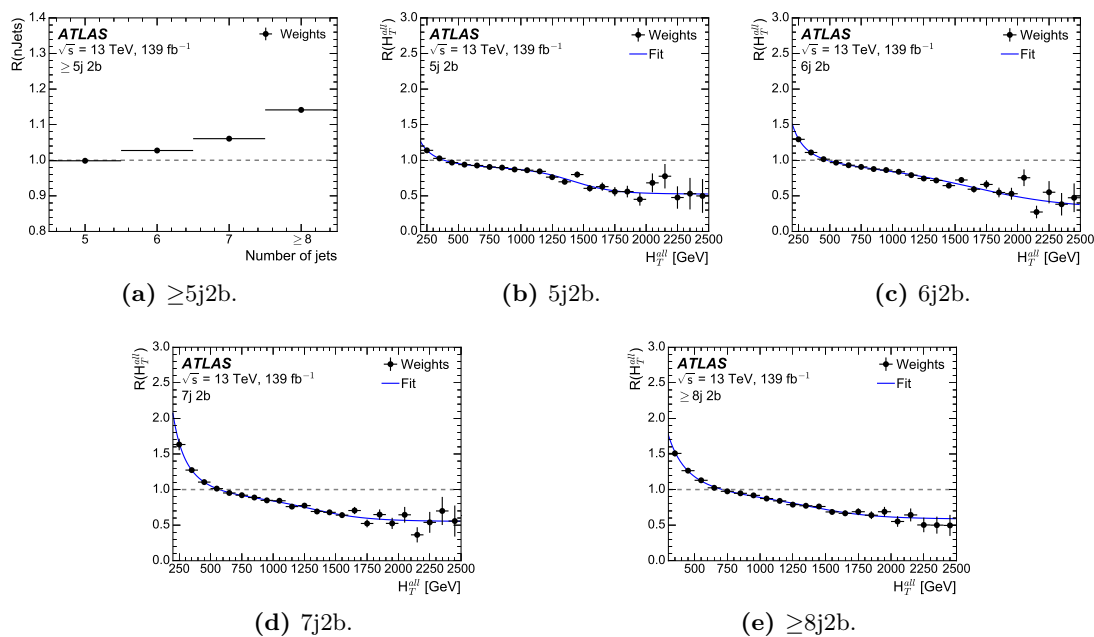 R(nJets)
1.4
1.3
1.2
1.1
1.0
0.9
0.8
ATLAS
√s = 13 TeV, 139 fb⁻¹
≥ 5j 2b
Weights
5 6 7 ≥ 8
Number of jets
(a) ≥5j2b.
R(H_T^all)
3.0
2.5
2.0
1.5
1.0
0.5
0.0
ATLAS
√s = 13 TeV, 139 fb⁻¹
5j 2b
Weights
Fit
250 500 750 1000 1250 1500 1750 2000 2250 2500
H_T^all [GeV]
(b) 5j2b.
R(H_T^all)
3.0
2.5
2.0
1.5
1.0
0.5
0.0
ATLAS
√s = 13 TeV, 139 fb⁻¹
6j 2b
Weights
Fit
250 500 750 1000 1250 1500 1750 2000 2250 2500
H_T^all [GeV]
(c) 6j2b.
R(H_T^all)
3.0
2.5
2.0
1.5
1.0
0.5
0.0
ATLAS
√s = 13 TeV, 139 fb⁻¹
7j 2b
Weights
Fit
250 500 750 1000 1250 1500 1750 2000 2250 2500
H_T^all [GeV]
(d) 7j2b.
R(H_T^all)
3.0
2.5
2.0
1.5
1.0
0.5
0.0
ATLAS
√s = 13 TeV, 139 fb⁻¹
≥8j 2b
Weights
Fit
500 750 1000 1250 1500 1750 2000 2250 2500
H_T^all [GeV]
(e) ≥8j2b.